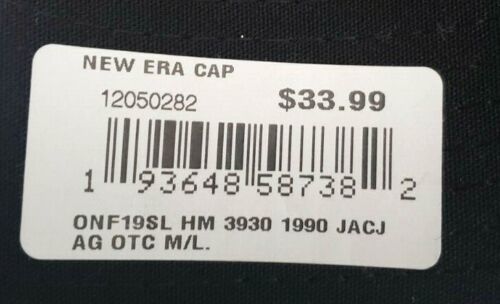 NEW ERA CAP
12050282 $33.99
1 93648 58738 2
ONF19SL HM 3930 1990 JACJ
AG OTC M/L.